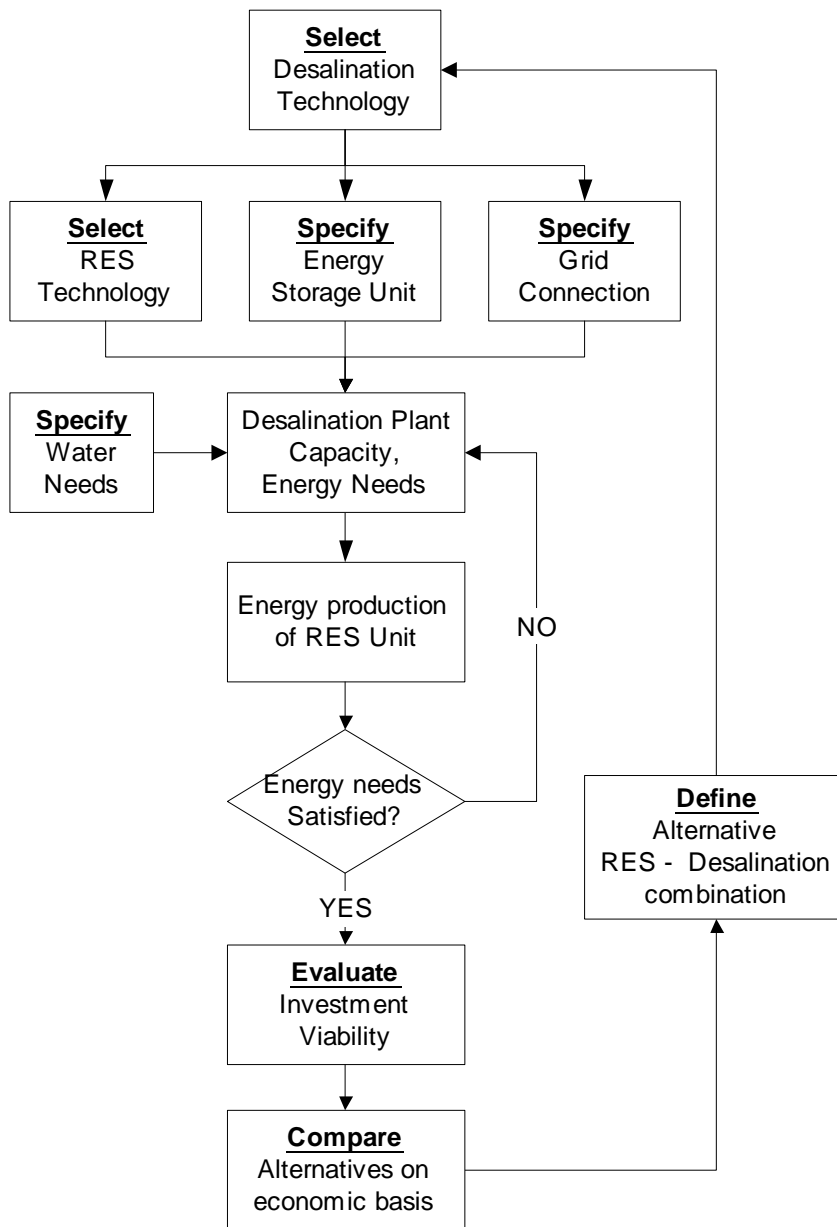 Select
Desalination
Technology
Select
RES
Technology
Specify
Energy
Storage Unit
Specify
Grid
Connection
Specify
Water
Needs
Desalination Plant
Capacity,
Energy Needs
Energy production
of RES Unit
NO
Energy needs
Satisfied?
YES
Define
Alternative
RES - Desalination
combination
Evaluate
Investment
Viability
Compare
Alternatives on
economic basis